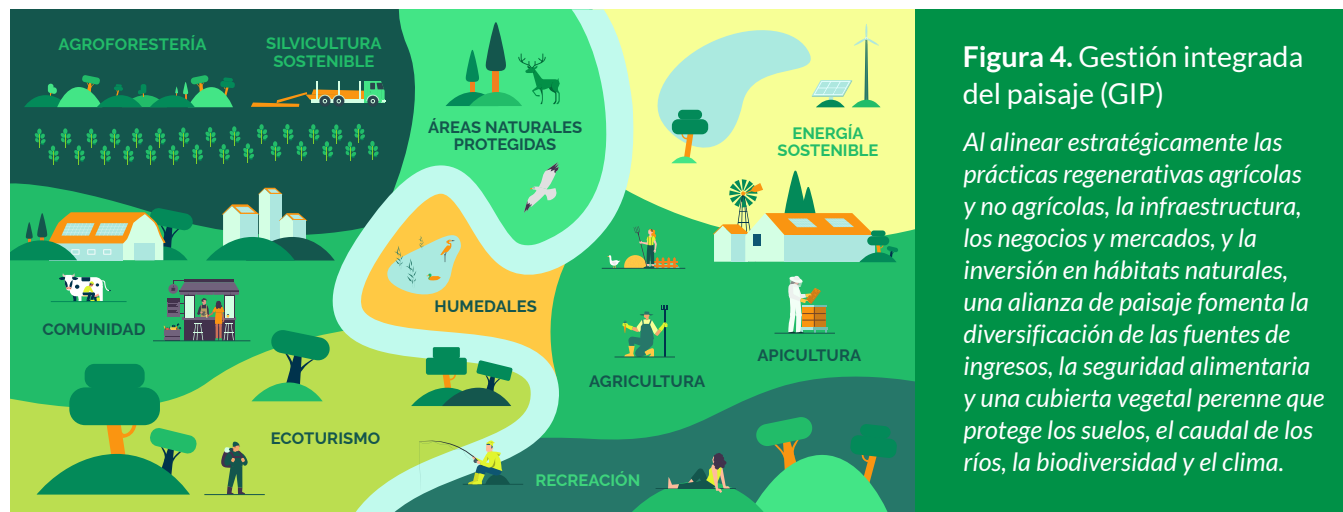 AGROFORESTERÍA
SILVICULTURA
SOSTENIBLE
ÁREAS NATURALES
PROTEGIDAS
ENERGÍA
SOSTENIBLE
HUMEDALES
COMUNIDAD
AGRICULTURA
APICULTURA
ECOTURISMO
RECREACIÓN
Figura 4. Gestión integrada
del paisaje (GIP)
Al alinear estratégicamente las
prácticas regenerativas agrícolas
y no agrícolas, la infraestructura,
los negocios y mercados, y la
inversión en hábitats naturales,
una alianza de paisaje fomenta la
diversificación de las fuentes de
ingresos, la seguridad alimentaria
y una cubierta vegetal perenne que
protege los suelos, el caudal de los
ríos, la biodiversidad y el clima.